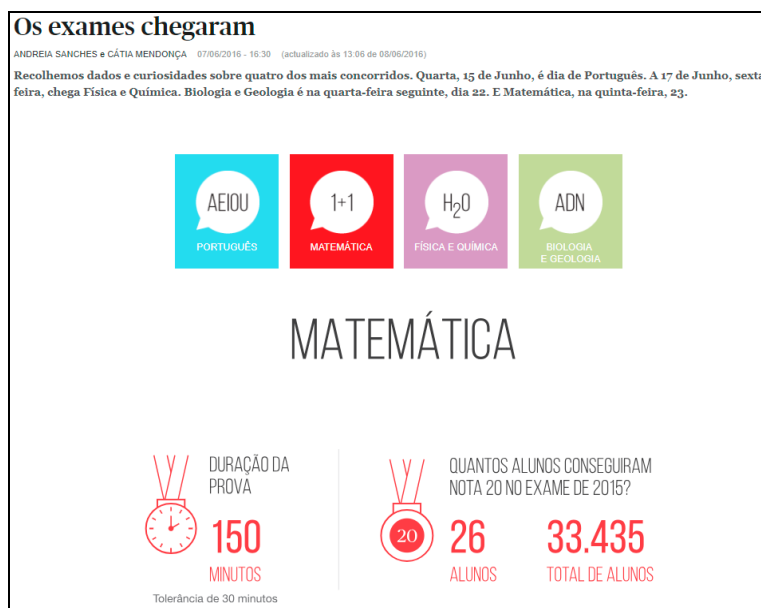 Os exames chegaram
ANDREIA SANCHES e CÁTIA MENDONÇA 07/06/2016 - 16:30 (actualizado às 13:06 de 08/06/2016)
Recolhemos dados e curiosidades sobre quatro dos mais concorridos. Quarta, 15 de Junho, é dia de Português. A 17 de Junho, sexta
feira, chega Física e Química. Biologia e Geologia é na quarta-feira seguinte, dia 22. E Matemática, na quinta-feira, 23.
AEIOU
PORTUGUÊS
1+1
MATEMÁTICA
H₂O
FÍSICA E QUÍMICA
ADN
BIOLOGIA
E GEOLOGIA
MATEMÁTICA
DURAÇÃO DA
PROVA
150
MINUTOS
Tolerância de 30 minutos
QUANTOS ALUNOS CONSEGUIRAM
NOTA 20 NO EXAME DE 2015?
20
26
ALUNOS
33.435
TOTAL DE ALUNOS